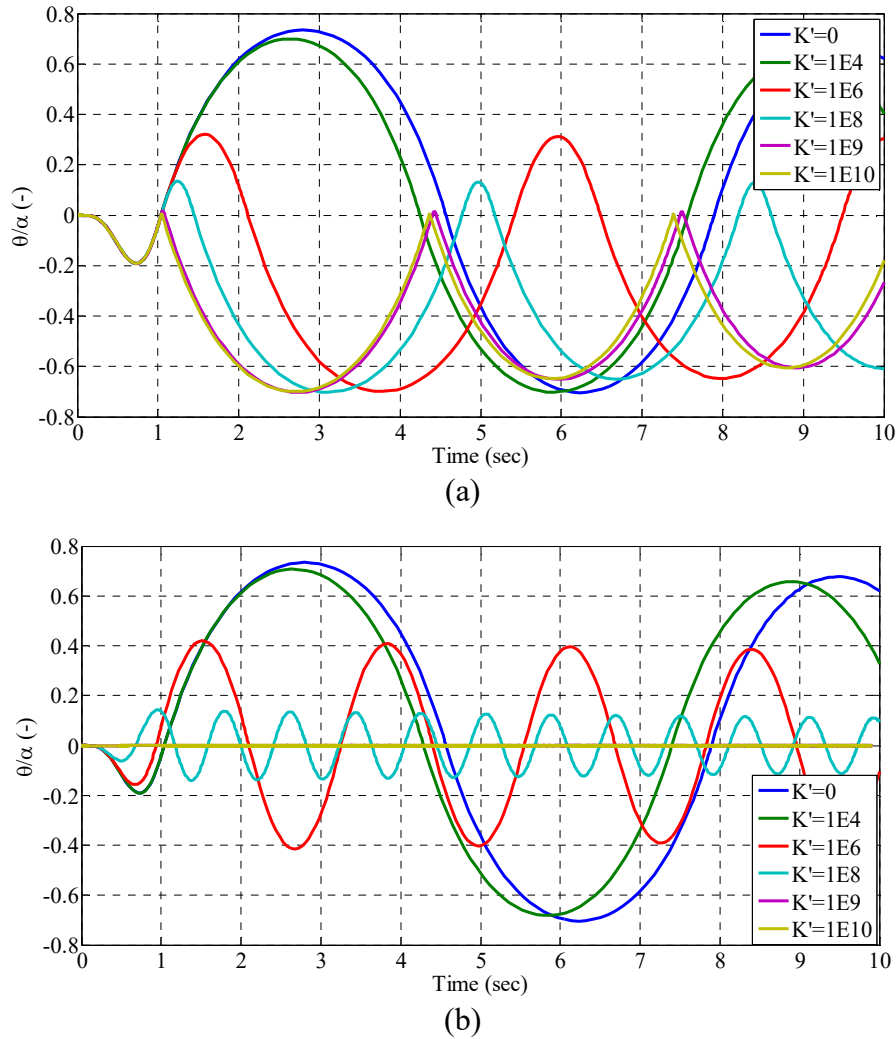 0.8
0.6
0.4
0.2
0
-0.2
-0.4
-0.6
-0.8
θ/α (-)
K'=0
K'=1E4
K'=1E6
K'=1E8
K'=1E9
K'=1E10
0 1 2 3 4 5 6 7 8 9 10
Time (sec)
(a)
0.8
0.6
0.4
0.2
0
-0.2
-0.4
-0.6
-0.8
θ/α (-)
K'=0
K'=1E4
K'=1E6
K'=1E8
K'=1E9
K'=1E10
0 1 2 3 4 5 6 7 8 9 10
Time (sec)
(b)